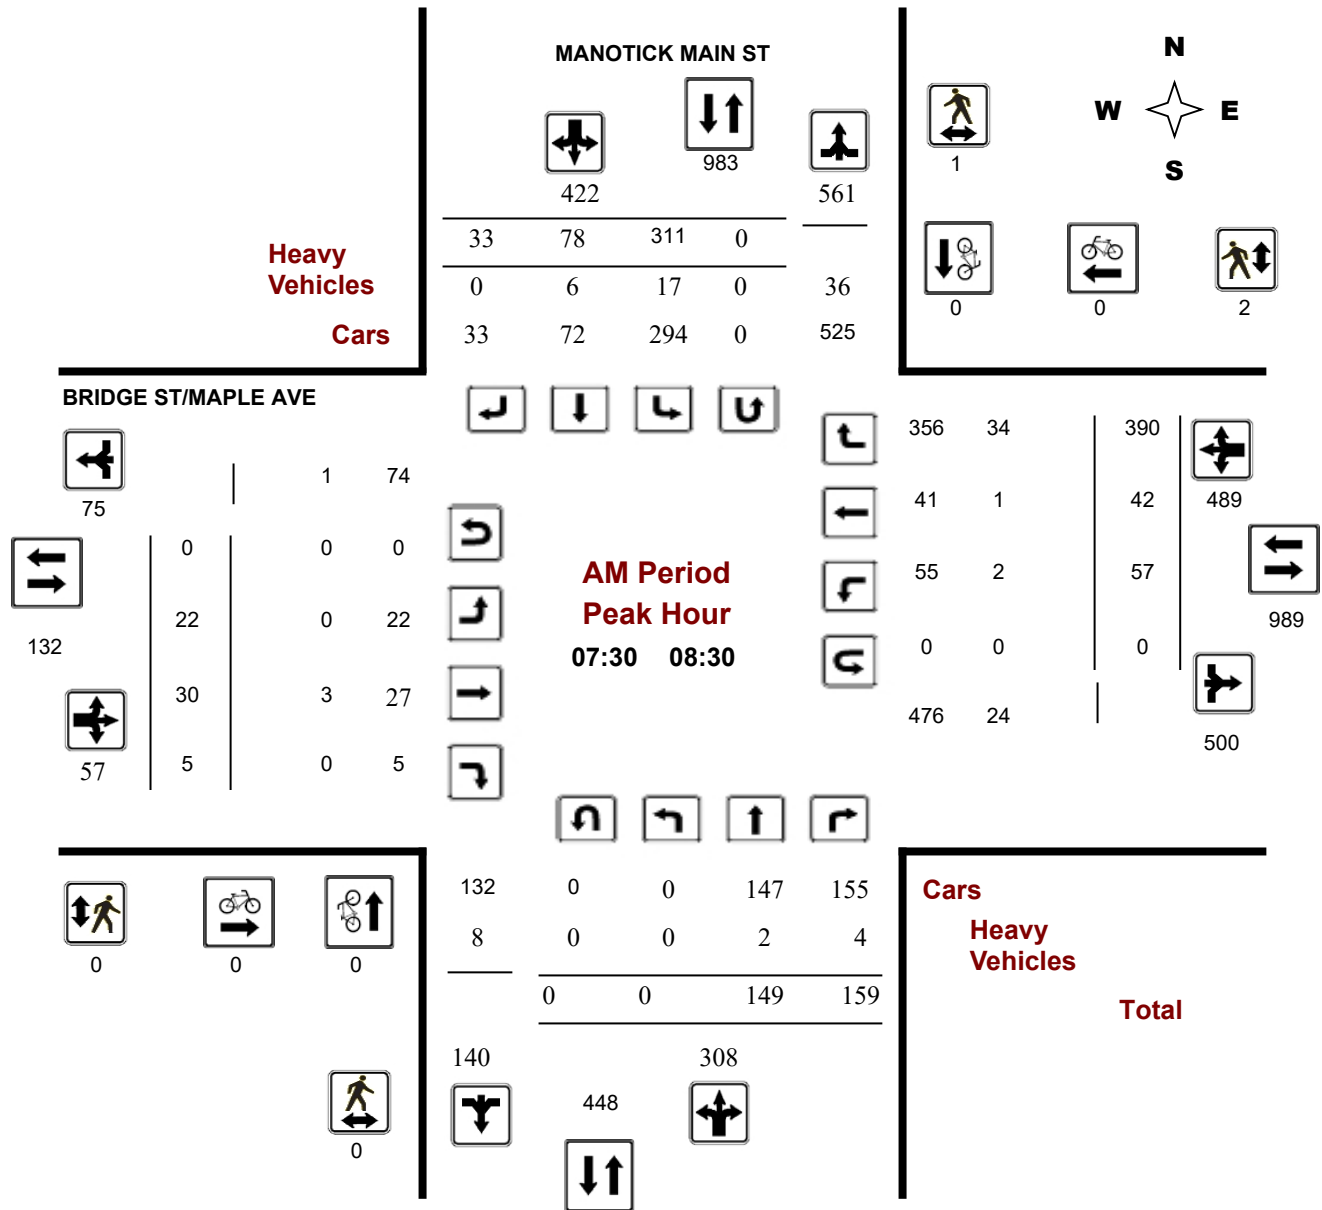 MANOTICK MAIN ST
N
W E
S
983
422 561
1
33 78 311 0
Heavy
Vehicles
0 6 17 0 36
Cars
33 72 294 0 525
0 0 2
BRIDGE ST/MAPLE AVE
356 34 390
1 74
75
41 1 42 489
0 0 0
AM Period
55 2 57
Peak Hour
22 0 22
989
132
07:30 08:30
0 0 0
30 3 27
476 24
500
57 5 0 5
132 0 0 147 155
Cars
8 0 0 2 4
Heavy
Vehicles
0 0 0
0 0 149 159
Total
140 308
448
0